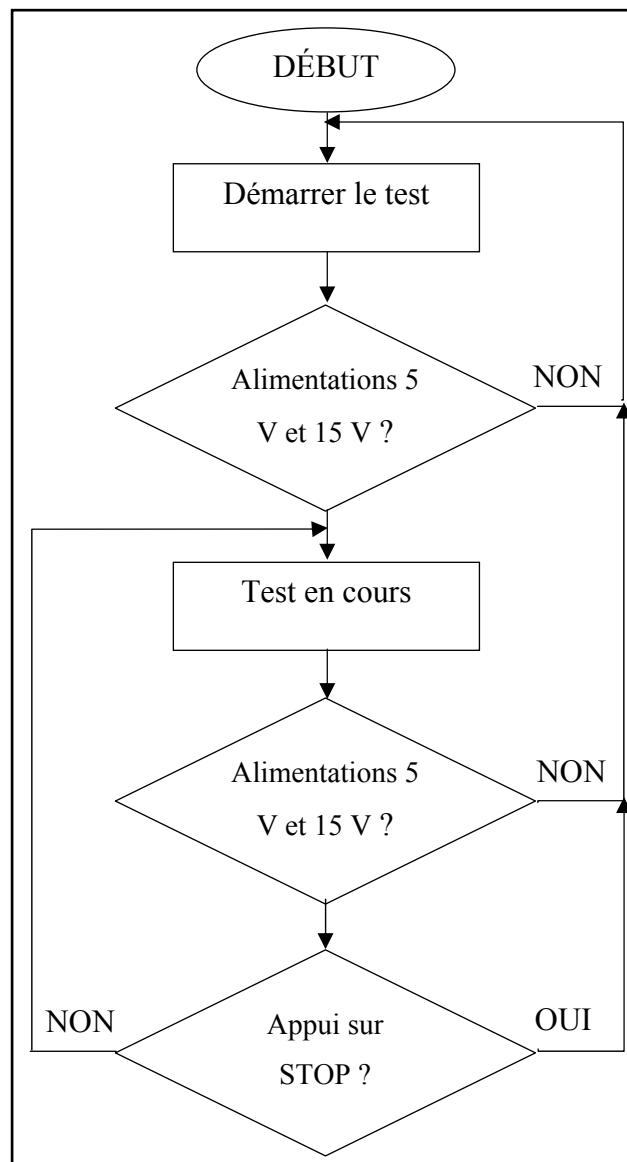 DÉBUT
Démarrer le test
Alimentations 5
V et 15 V ?
NON
Test en cours
Alimentations 5
V et 15 V ?
NON
NON
Appui sur
STOP ?
OUI